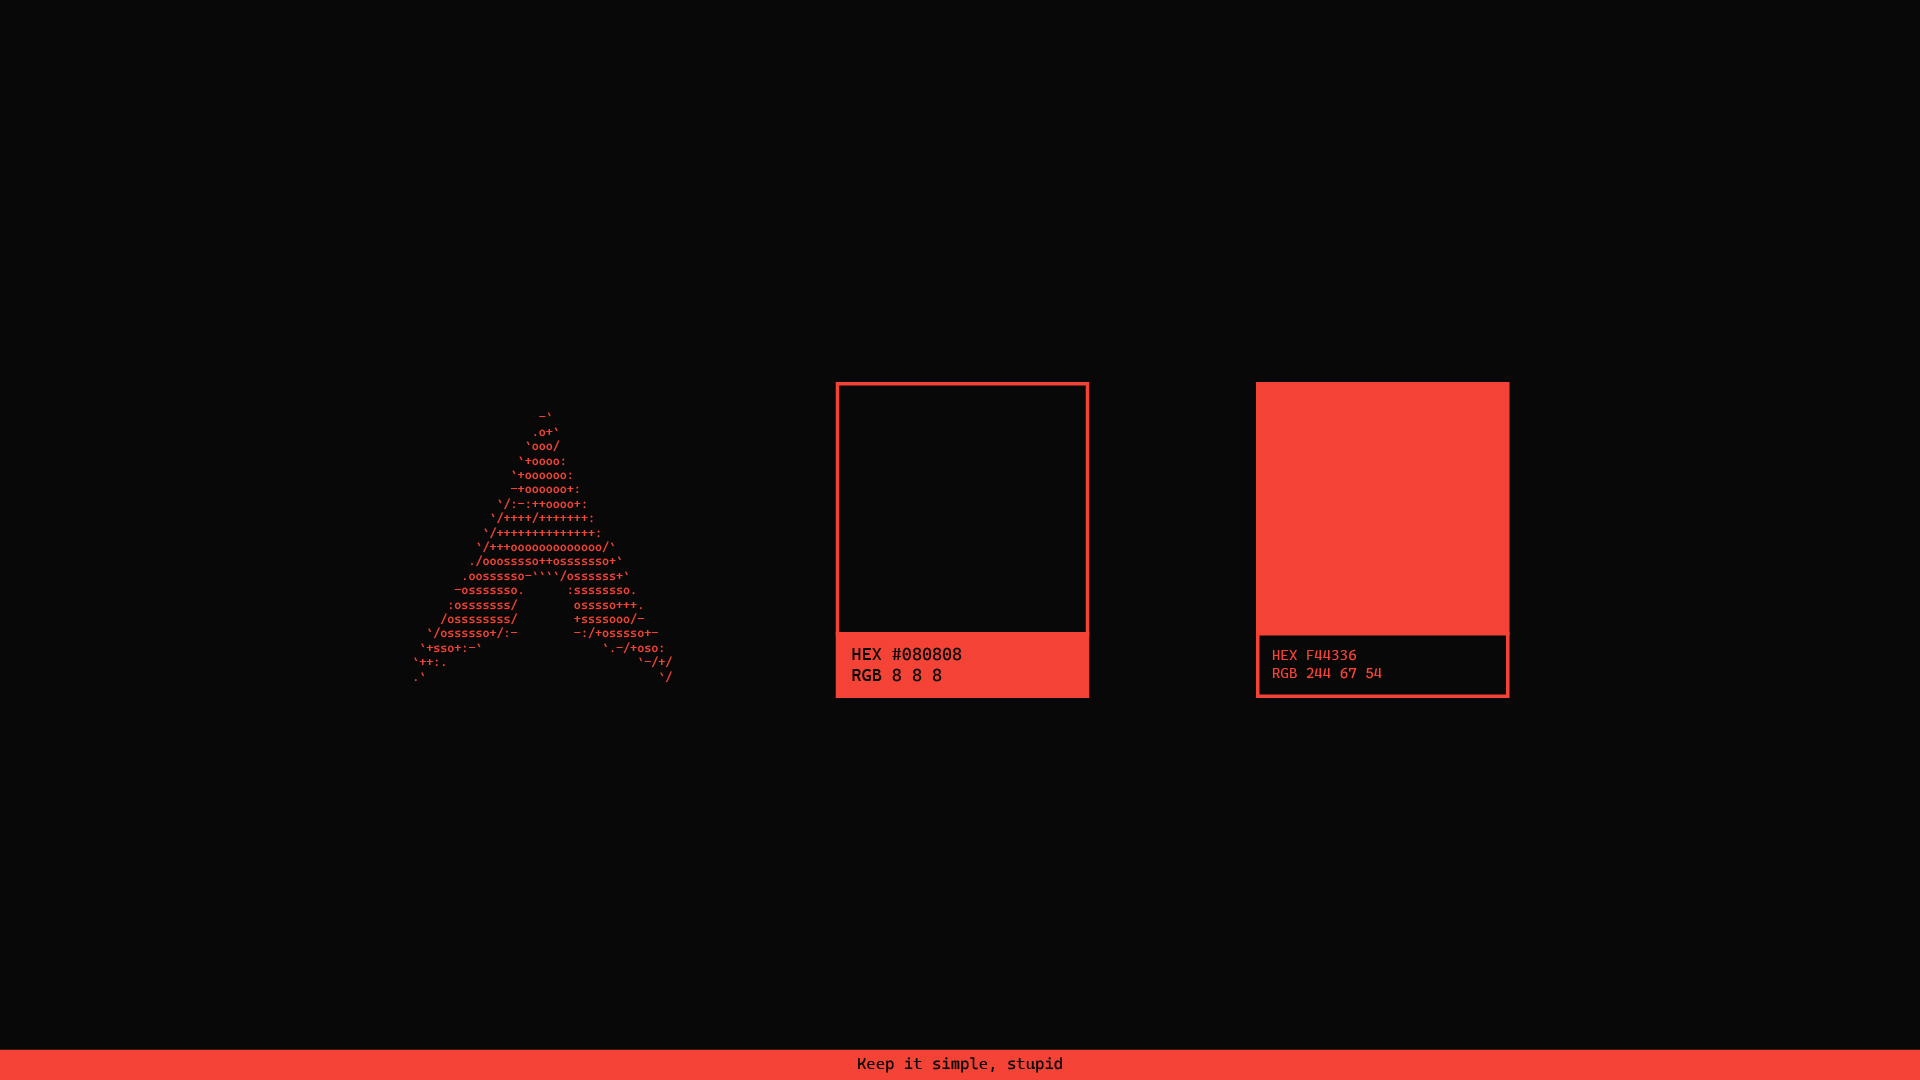 -`
.o+`
`ooo/
`+oooo:
`+oooooo:
-+oooooo+:
`/:-:++oooo+:
`/++++/+++++++:
`/++++++++++++++:
`/+++ooooooooooooo/`
./ooosssso++osssssso+`
.oossssso-````/ossssss+`
-osssssso.      :ssssssso.
:osssssss/        osssso+++.
/ossssssss/        +ssssooo/-
`/ossssso+/:-        -:/+osssso+-
`+sso+:-`                 `.-/+oso:
`++:.                           `-/+/
.`                                 `/
HEX #080808
RGB 8 8 8
HEX F44336
RGB 244 67 54
Keep it simple, stupid